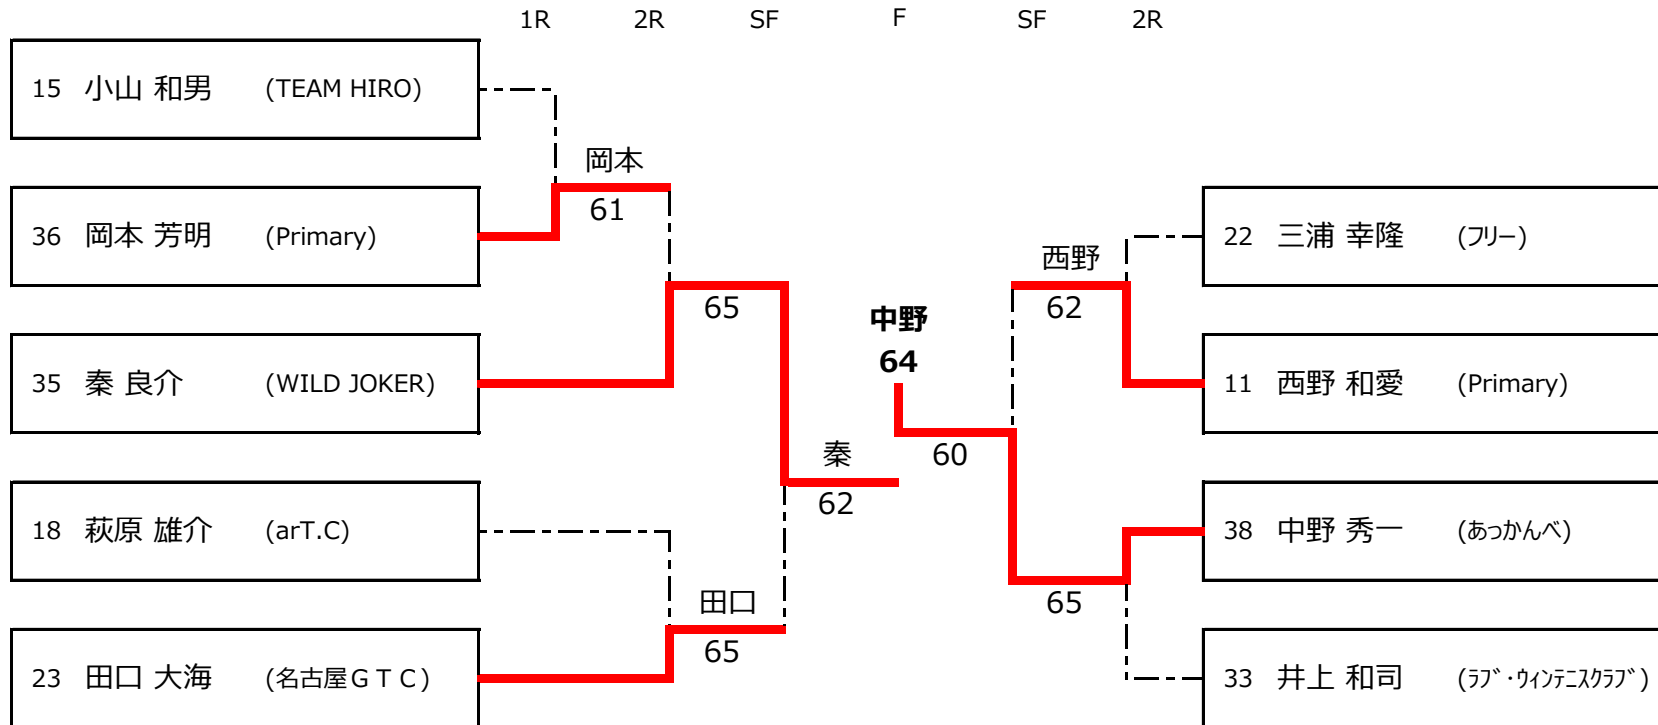 1R 2R SF F SF 2R
15 小山 和男 (TEAM HIRO)
岡本
61
36 岡本 芳明 (Primary)
22 三浦 幸隆 (フリー)
西野
62
65
中野
64
35 秦 良介 (WILD JOKER)
11 西野 和愛 (Primary)
秦
62
60
18 萩原 雄介 (arT.C)
38 中野 秀一 (あっかんべ)
田口
65
65
23 田口 大海 (名古屋ＧＴＣ)
33 井上 和司 (ﾗﾌﾞ・ｳｨﾝﾃﾆｽｸﾗﾌﾞ)